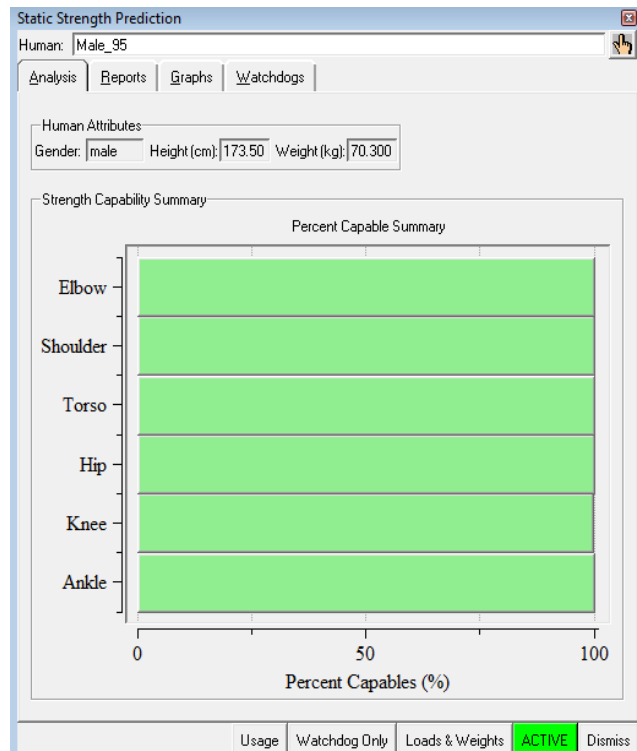 Static Strength Prediction
Human: Male_95
Analysis Reports Graphs Watchdogs
Human Attributes
Gender: male Height (cm): 173.50 Weight (kg): 70.300
Strength Capability Summary
Percent Capable Summary
Elbow
Shoulder
Torso
Hip
Knee
Ankle
0 50 100
Percent Capables (%)
Usage Watchdog Only Loads & Weights ACTIVE Dismiss